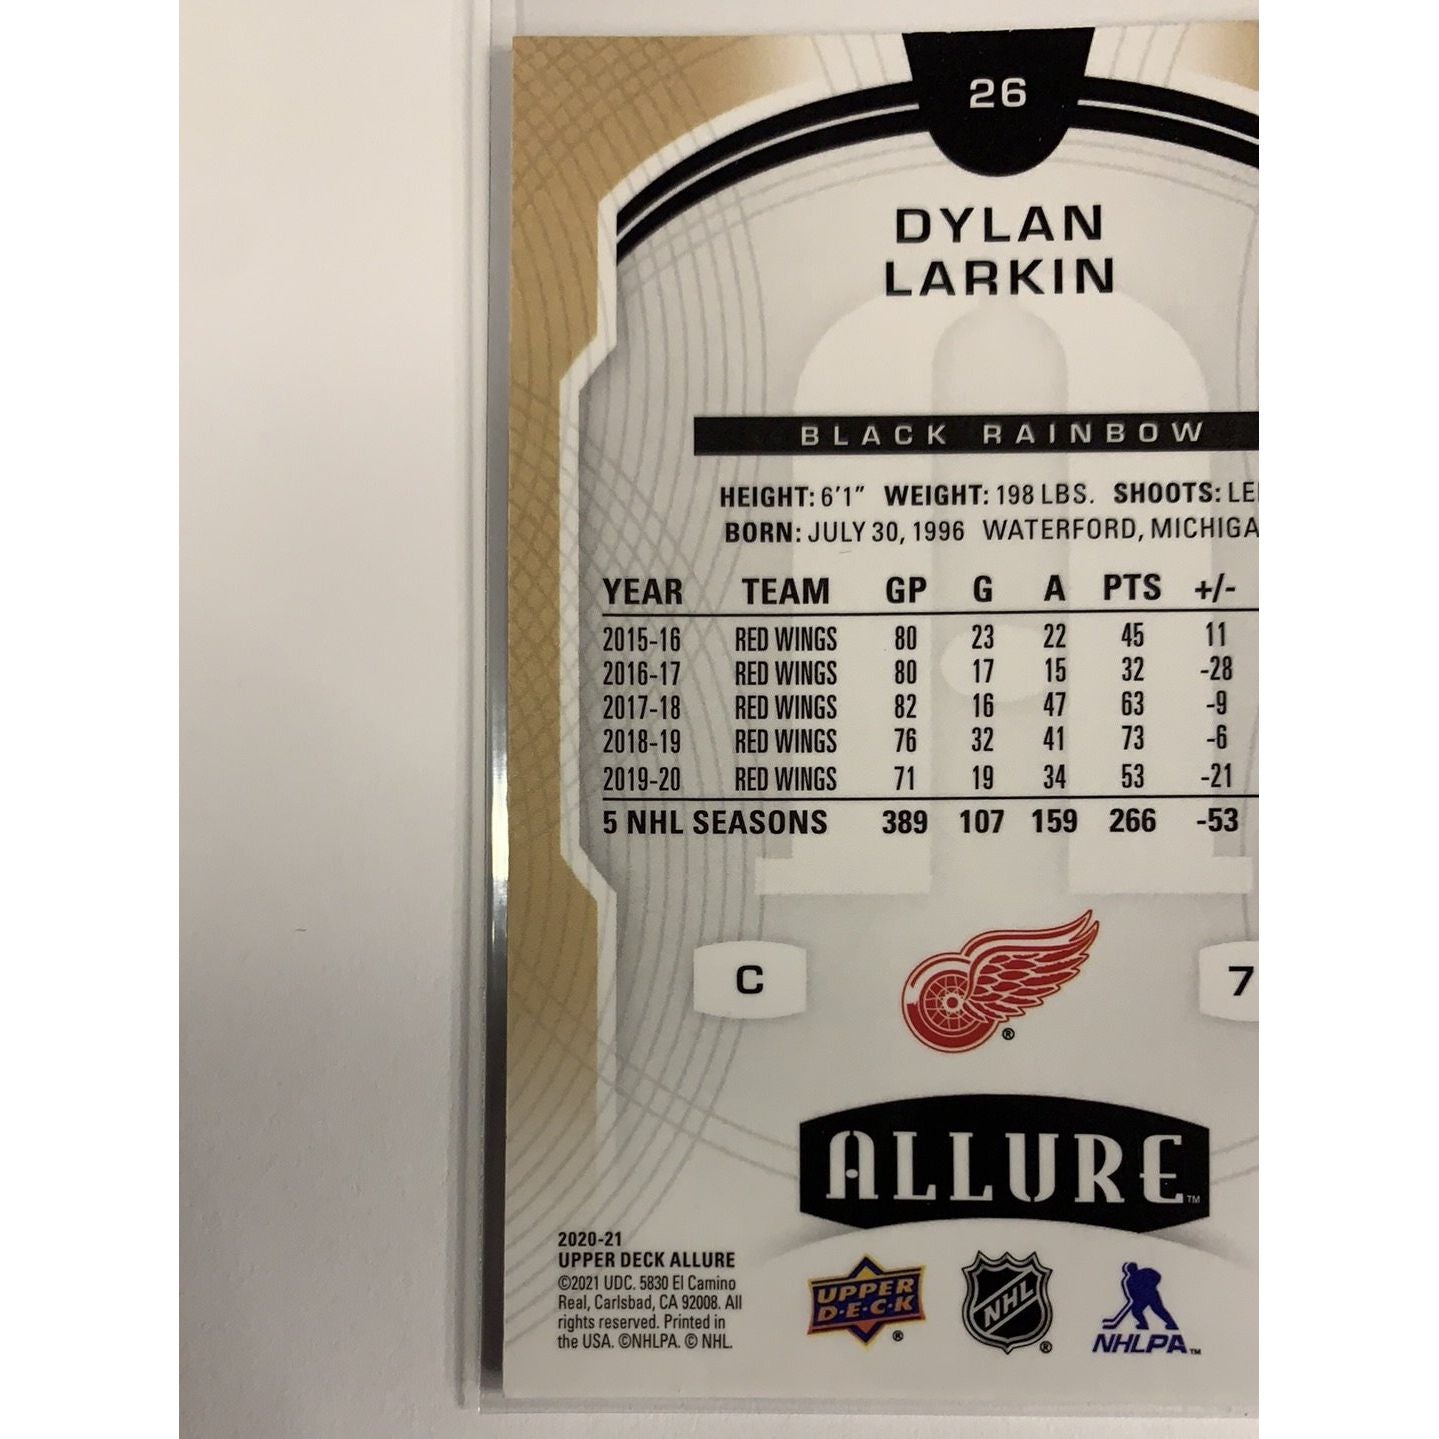 26
DYLAN
LARKIN
BLACK RAINBOW
HEIGHT: 6'1" WEIGHT: 198 LBS. SHOOTS: LE
BORN: JULY 30, 1996 WATERFORD, MICHIGA
YEAR TEAM GP G A PTS +/-
2015-16 RED WINGS 80 23 22 45 11
2016-17 RED WINGS 80 17 15 32 -28
2017-18 RED WINGS 82 16 47 63 -9
2018-19 RED WINGS 76 32 41 73 -6
2019-20 RED WINGS 71 19 34 53 -21
5 NHL SEASONS 389 107 159 266 -53
C 7
®
ALLURE™
2020-21
UPPER DECK ALLURE
©2021 UDC. 5830 El Camino
Real, Carlsbad, CA 92008. All
rights reserved. Printed in
the USA. ©NHLPA. © NHL.
UPPER
D·E·C·K®
NHL®
NHLPA™